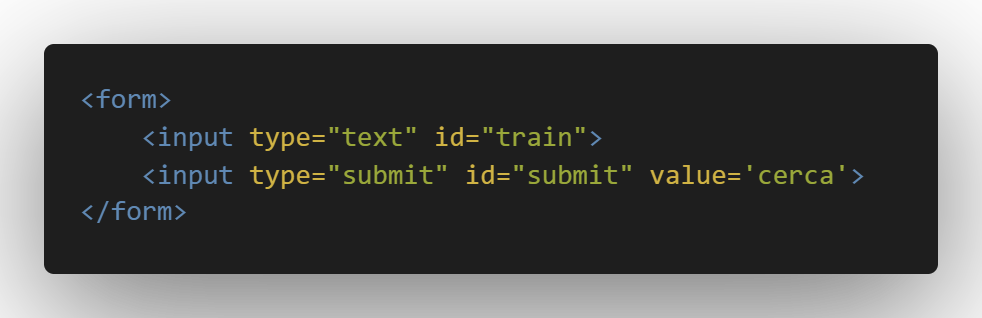 <form>
    <input type="text" id="train">
    <input type="submit" id="submit" value='cerca'>
</form>